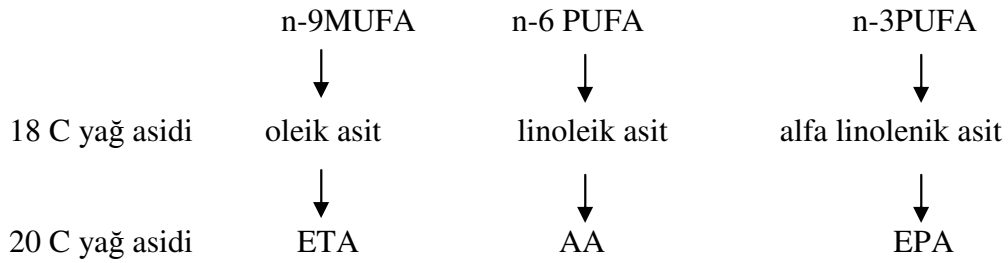 n-9MUFA n-6 PUFA n-3PUFA
18 C yağ asidi oleik asit linoleik asit alfa linolenik asit
20 C yağ asidi ETA AA EPA